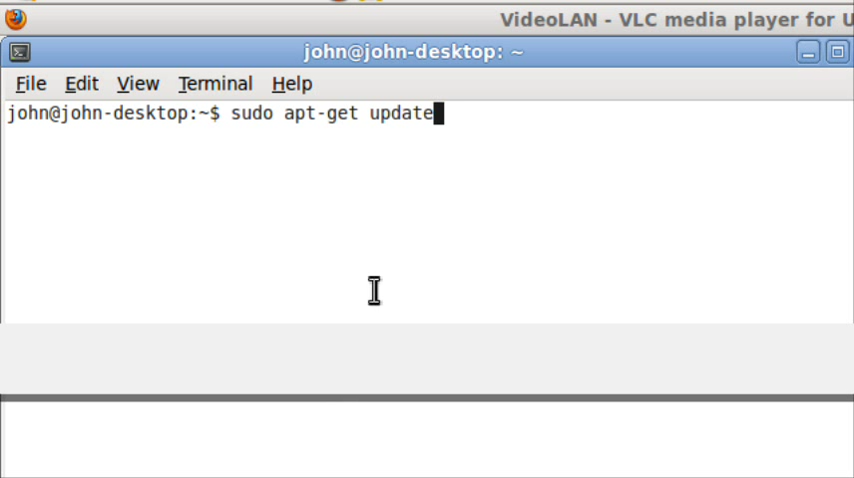 VideoLAN - VLC media player for U
john@john-desktop: ~
File Edit View Terminal Help
john@john-desktop:~$ sudo apt-get update